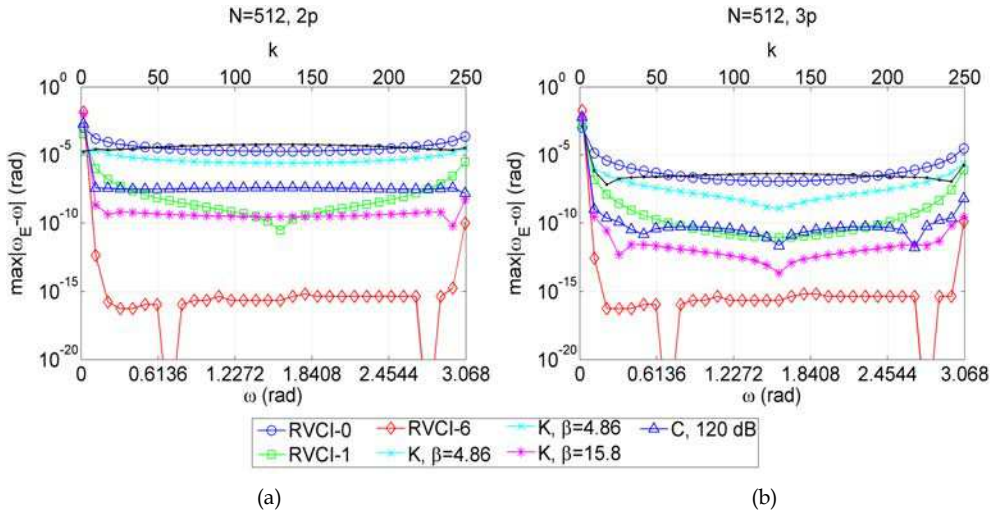 N=512, 2p
k
0 50 100 150 200 250
10^0
10^-5
10^-10
10^-15
10^-20
max|ω_E-ω| (rad)
0 0.6136 1.2272 1.8408 2.4544 3.068
ω (rad)
N=512, 3p
k
0 50 100 150 200 250
10^0
10^-5
10^-10
10^-15
10^-20
max|ω_E-ω| (rad)
0 0.6136 1.2272 1.8408 2.4544 3.068
ω (rad)
RVCI-0 RVCI-6 K, β=4.86 C, 120 dB
RVCI-1 K, β=4.86 K, β=15.8
(a) (b)